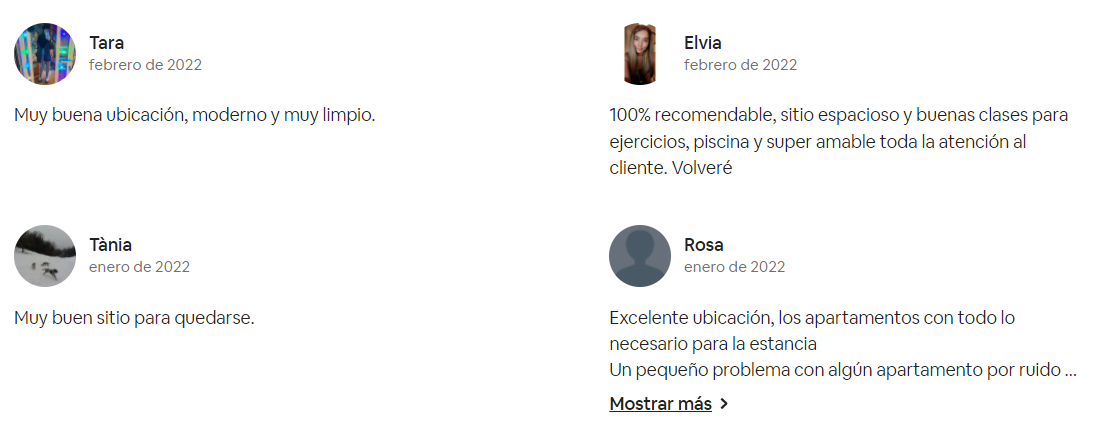 Tara
febrero de 2022
Muy buena ubicación, moderno y muy limpio.
Elvia
febrero de 2022
100% recomendable, sitio espacioso y buenas clases para
ejercicios, piscina y super amable toda la atención al
cliente. Volveré
Tània
enero de 2022
Muy buen sitio para quedarse.
Rosa
enero de 2022
Excelente ubicación, los apartamentos con todo lo
necesario para la estancia
Un pequeño problema con algún apartamento por ruido ...
Mostrar más